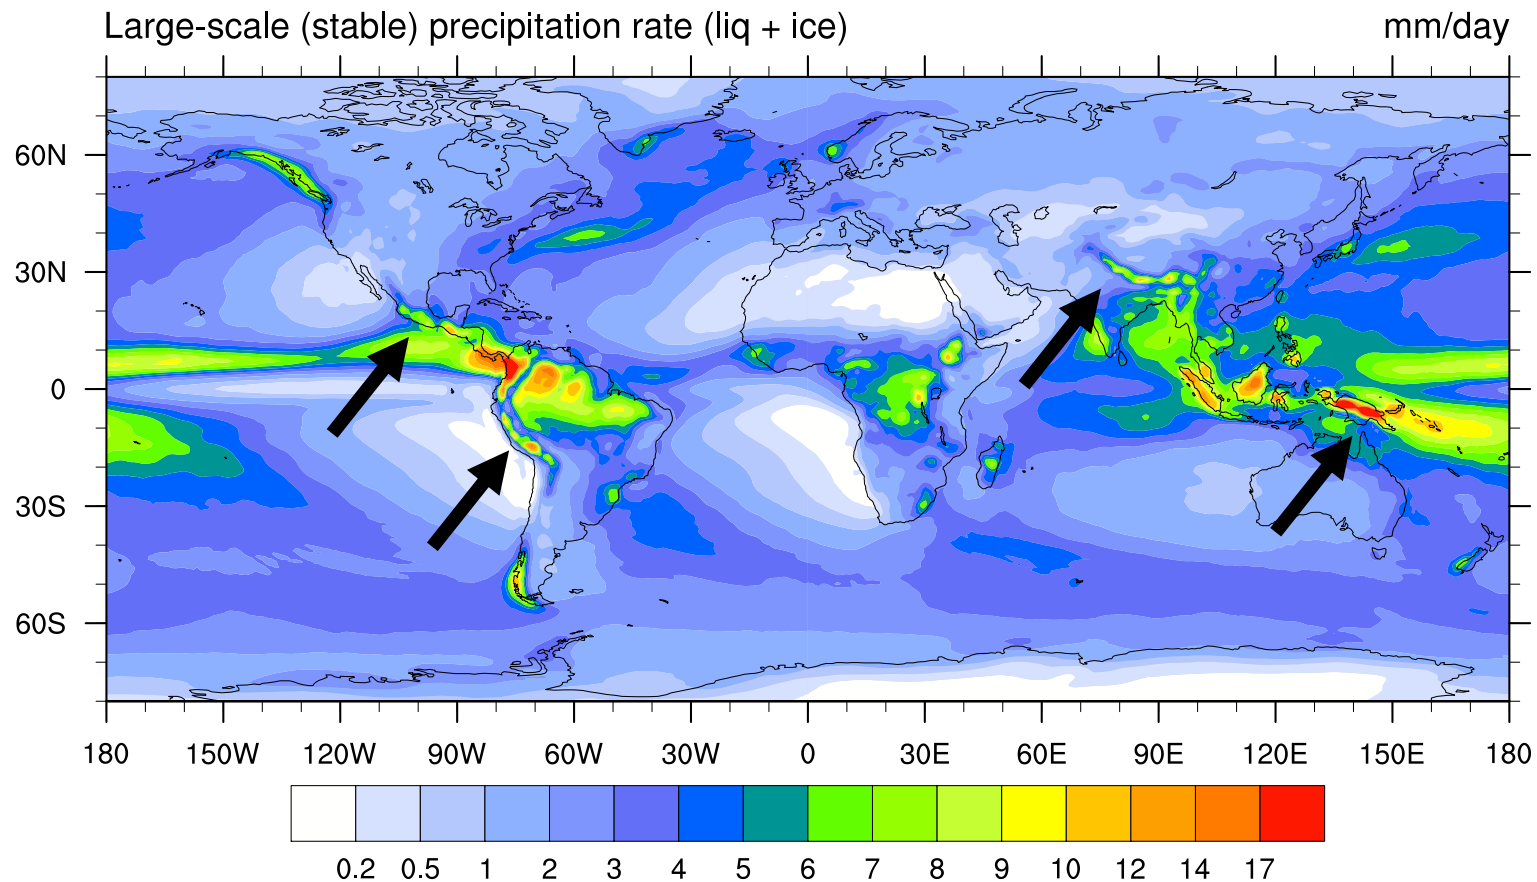 Large-scale (stable) precipitation rate (liq + ice) mm/day
60N
30N
0
30S
60S
180 150W 120W 90W 60W 30W 0 30E 60E 90E 120E 150E 180
0.2 0.5 1 2 3 4 5 6 7 8 9 10 12 14 17